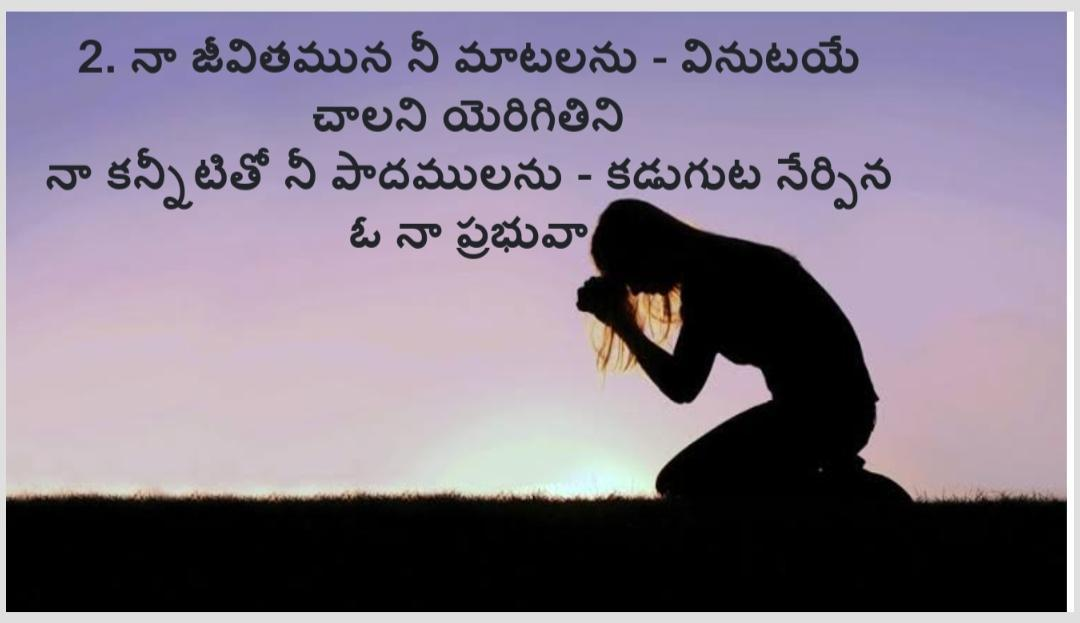 2. నా జీవితమున నీ మాటలను - వినుటయే
చాలని యెరిగితిని
నా కన్నీటితో నీ పాదములను - కడుగుట నేర్పిన
ఓ నా ప్రభువా